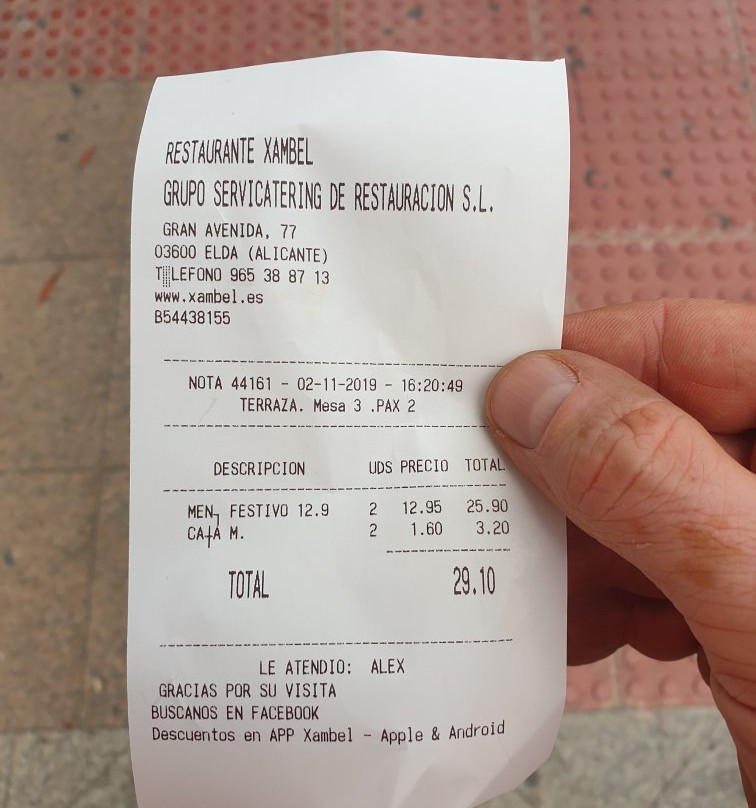 RESTAURANTE XAMBEL
GRUPO SERVICATERING DE RESTAURACION S.L.
GRAN AVENIDA, 77
03600 ELDA (ALICANTE)
T▒LEFONO 965 38 87 13
www.xambel.es
B54438155
NOTA 44161 - 02-11-2019 - 16:20:49
TERRAZA. Mesa 3 .PAX 2
DESCRIPCION UDS PRECIO TOTAL
MEN┐ FESTIVO 12.9 2 12.95 25.90
CA╪A M. 2 1.60 3.20
TOTAL 29.10
LE ATENDIO: ALEX
GRACIAS POR SU VISITA
BUSCANOS EN FACEBOOK
Descuentos en APP Xambel - Apple & Android